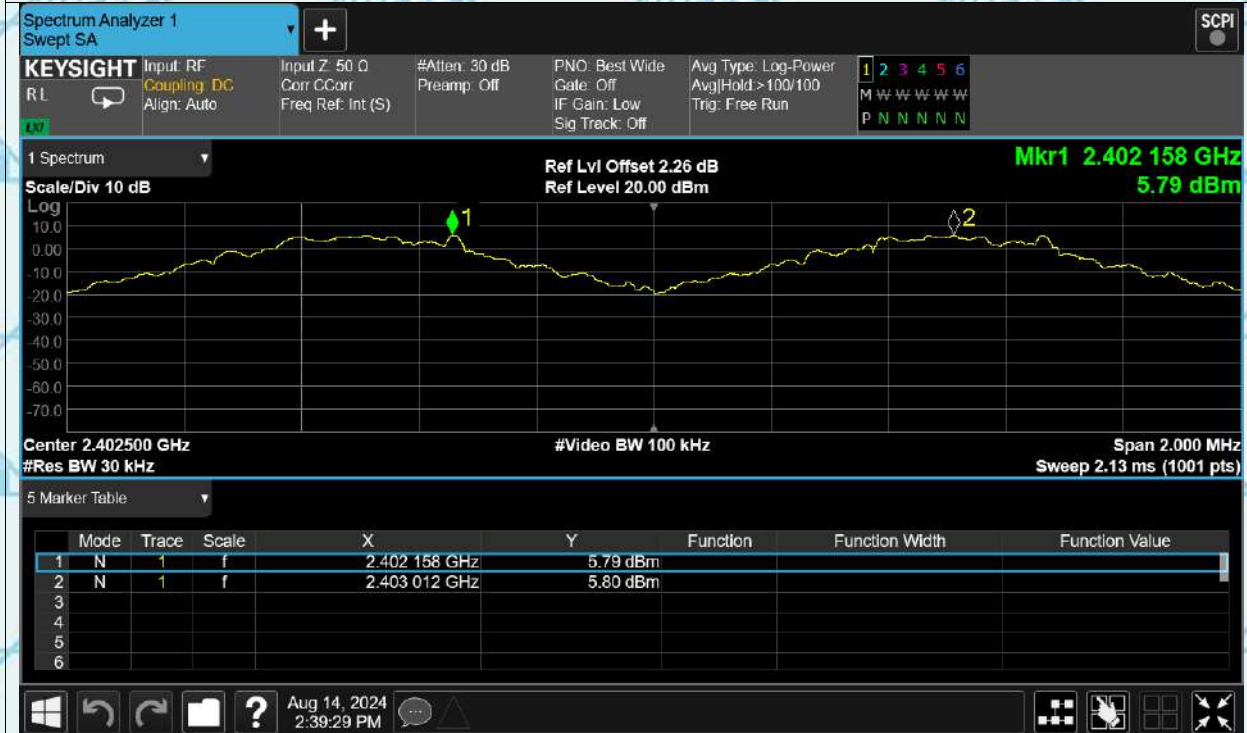 Spectrum Analyzer 1
Swept SA
+
SCPI
KEYSIGHT
RL
LXI
Input: RF
Coupling: DC
Align: Auto
Input Z: 50 Ω
Corr CCorr
Freq Ref: Int (S)
#Atten: 30 dB
Preamp: Off
PNO: Best Wide
Gate: Off
IF Gain: Low
Sig Track: Off
Avg Type: Log-Power
Avg|Hold:>100/100
Trig: Free Run
1 2 3 4 5 6
M W W W W W
P N N N N N
1 Spectrum
Scale/Div 10 dB
Ref Lvl Offset 2.26 dB
Ref Level 20.00 dBm
Mkr1 2.402 158 GHz
5.79 dBm
Log
10.0
0.00
-10.0
-20.0
-30.0
-40.0
-50.0
-60.0
-70.0
1
2
Center 2.402500 GHz
#Video BW 100 kHz
Span 2.000 MHz
#Res BW 30 kHz
Sweep 2.13 ms (1001 pts)
5 Marker Table
Mode Trace Scale X Y Function Function Width Function Value
1 N 1 f 2.402 158 GHz 5.79 dBm
2 N 1 f 2.403 012 GHz 5.80 dBm
3
4
5
6
?
Aug 14, 2024
2:39:29 PM